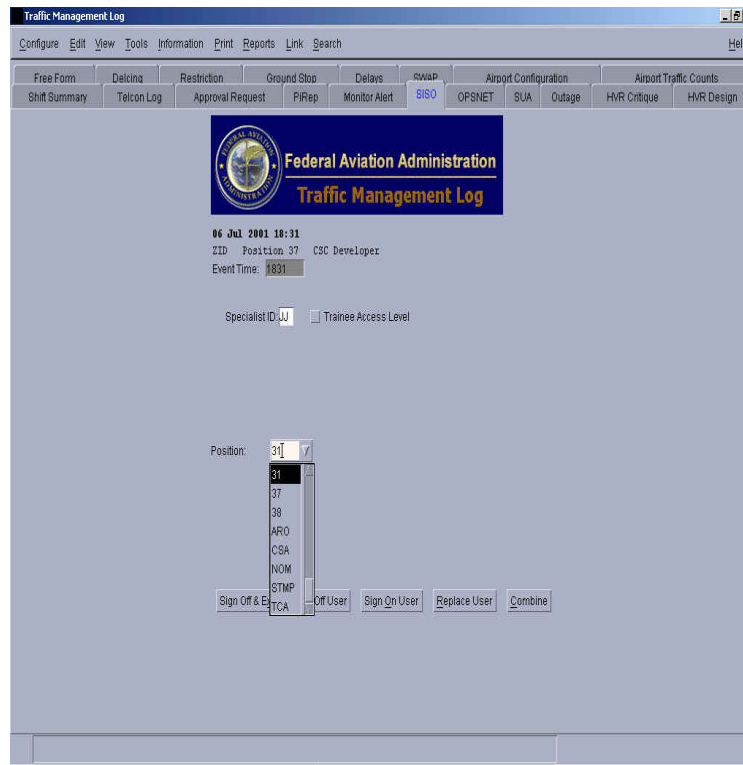 Traffic Management Log
Configure Edit View Tools Information Print Reports Link Search Hel
Free Form Deicing Restriction Ground Stop Delays SWAP Airport Configuration Airport Traffic Counts
Shift Summary Telcon Log Approval Request PiRep Monitor Alert SISO OPSNET SUA Outage HVR Critique HVR Design
Federal Aviation Administration
Traffic Management Log
06 Jul 2001 18:31
ZID Position 37 CSC Developer
Event Time: 1831
Specialist ID: JJ Trainee Access Level
Position: 31
31
37
38
ARO
CSA
NOM
STMP
TCA
Sign Off & E Off User Sign On User Replace User Combine